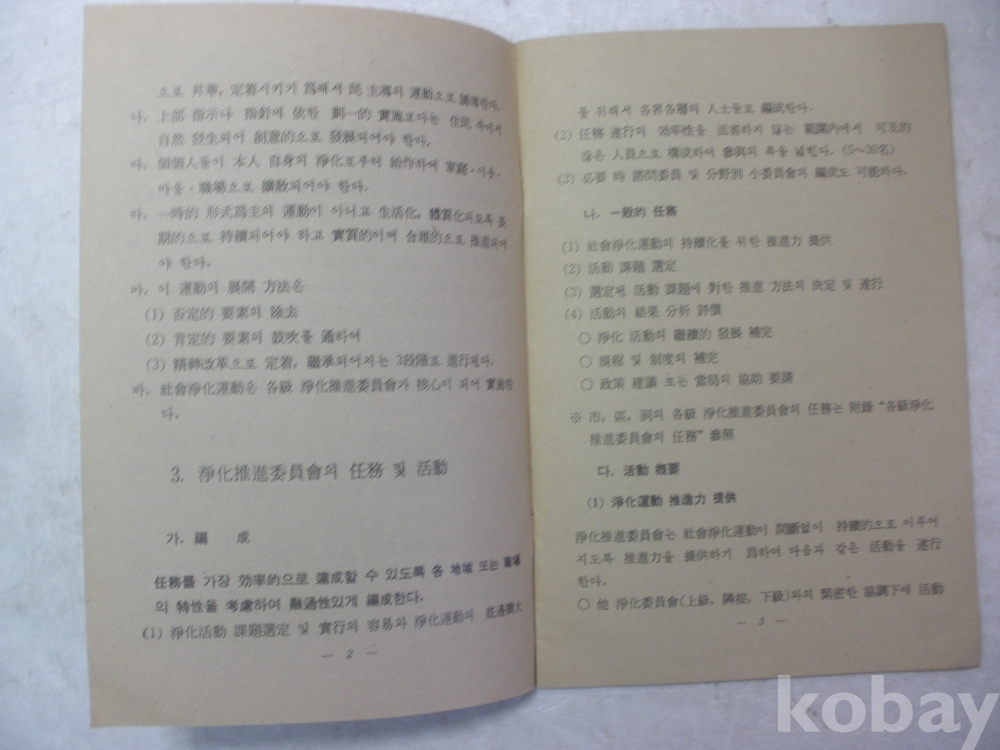 으로 昇華, 定着시키기 爲해서 民 主導의 運動으로 誘導한다.
나. 上部 指示나 指針에 依한 劃一的 實施보다는 住民 속에서
自然 發生되어 創意的으로 發展되어야 한다.
다. 個個人들이 本人 自身의 淨化로부터 始作하여 家庭·이웃·
마을·職場으로 擴散되어야 한다.
라. 一時的 形式爲主의 運動이 아니고 生活化, 體質化되도록 長
期的으로 持續되어야 하고 實質的이며 合理的으로 推進되어
야 한다.
마. 이 運動의 展開 方法은
(1) 否定的 要素의 除去
(2) 肯定的 要素의 鼓吹를 通하여
(3) 精神改革으로 定着, 繼承되어지는 3段階로 進行된다.
바. 社會淨化運動은 各級 淨化推進委員會가 核心이 되어 實施한
다.
3. 淨化推進委員會의 任務 및 活動
가. 編 成
任務를 가장 効率的으로 達成할 수 있도록 各 地域 또는 職場
의 特性을 考慮하여 融通性있게 編成한다.
(1) 淨化活動 課題選定 및 實行의 容易와 淨化運動의 底邊擴大
— 2 —
를 위해서 各界各層의 人士들로 編成한다.
(2) 任務 遂行의 効率性을 沮害하지 않는 範圍內에서 可及的
많은 人員으로 構成하여 參與의 폭을 넓힌다. (5~30名)
(3) 必要 時 諮問委員 및 分野別 小委員會의 編成도 可能하다.
나. 一般的 任務
(1) 社會淨化運動의 持續化를 위한 推進力 提供
(2) 活動 課題 選定
(3) 選定된 活動 課題에 對한 推進 方法의 決定 및 遂行
(4) 活動의 結果 分析 評價
○ 淨化 活動의 繼續的 發展 補完
○ 規範 및 制度의 補完
○ 政策 建議 또는 當局의 協助 要請
※ 市, 區, 洞의 各級 淨化推進委員會의 任務는 附錄 "各級淨化
推進委員會의 任務" 參照
다. 活動 槪要
(1) 淨化運動 推進力 提供
淨化推進委員會는 社會淨化運動이 間斷없이 持續的으로 이루어
지도록 推進力을 提供하기 爲하여 다음과 같은 活動을 遂行
한다.
○ 他 淨化委員會(上級, 隣接, 下級)와의 緊密한 協調下에 活動
— 3 —
kobay